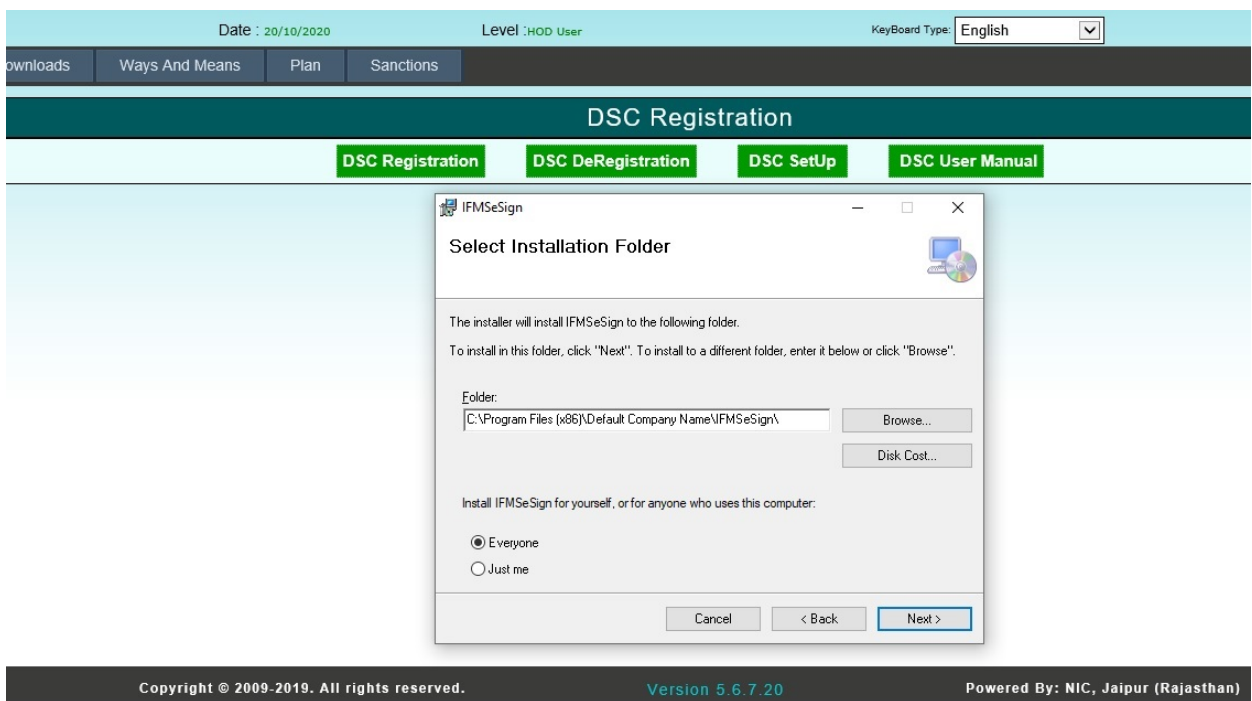 Date : 20/10/2020 Level :HOD User KeyBoard Type: English
ownloads Ways And Means Plan Sanctions
DSC Registration
DSC Registration DSC DeRegistration DSC SetUp DSC User Manual
IFMSeSign
Select Installation Folder
The installer will install IFMSeSign to the following folder.
To install in this folder, click "Next". To install to a different folder, enter it below or click "Browse".
Folder:
C:\Program Files (x86)\Default Company Name\IFMSeSign\ Browse...
Disk Cost...
Install IFMSeSign for yourself, or for anyone who uses this computer:
Everyone
Just me
Cancel < Back Next >
Copyright © 2009-2019. All rights reserved. Version 5.6.7.20 Powered By: NIC, Jaipur (Rajasthan)